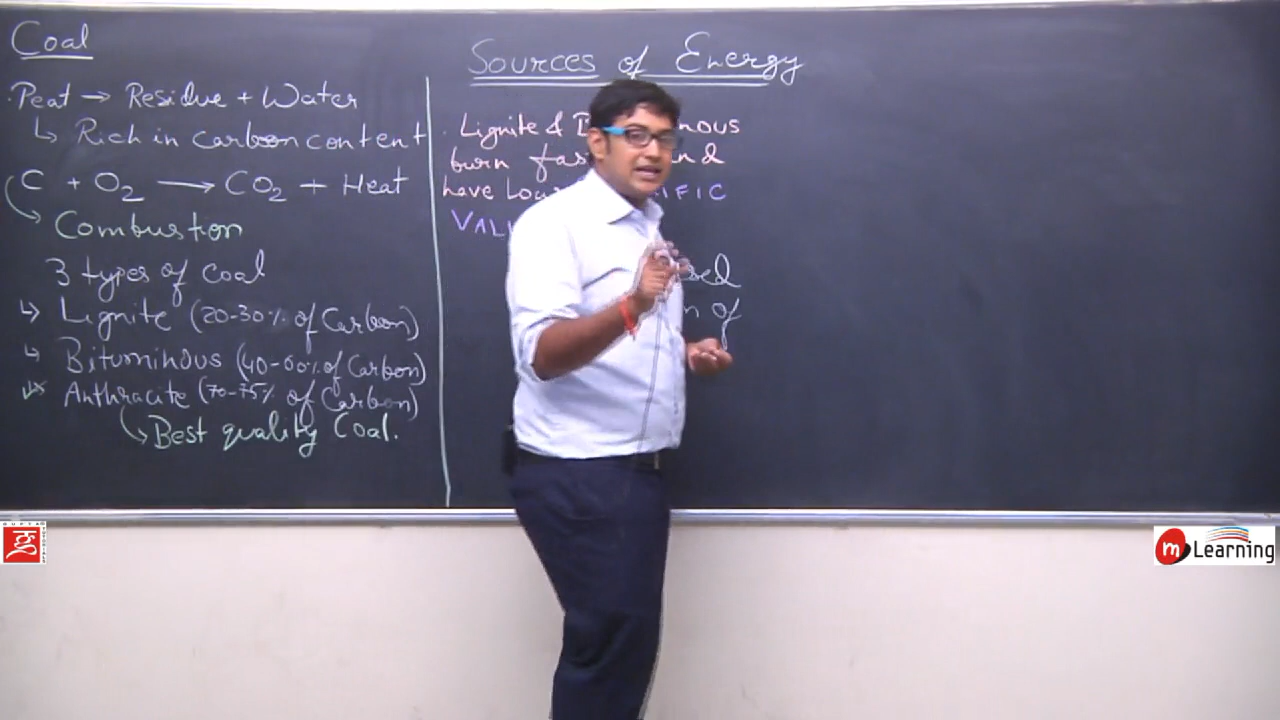 Coal
Sources of Energy
Peat → Residue + Water
↳ Rich in carbon content
C + O2 → CO2 + Heat
↳ Combustion
3 types of coal
↳ Lignite (20-30% of Carbon)
↳ Bituminous (40-60% of Carbon)
Anthracite (70-75% of Carbon)
↳ Best quality Coal.
Lignite &
burn
have
n of
m Learning